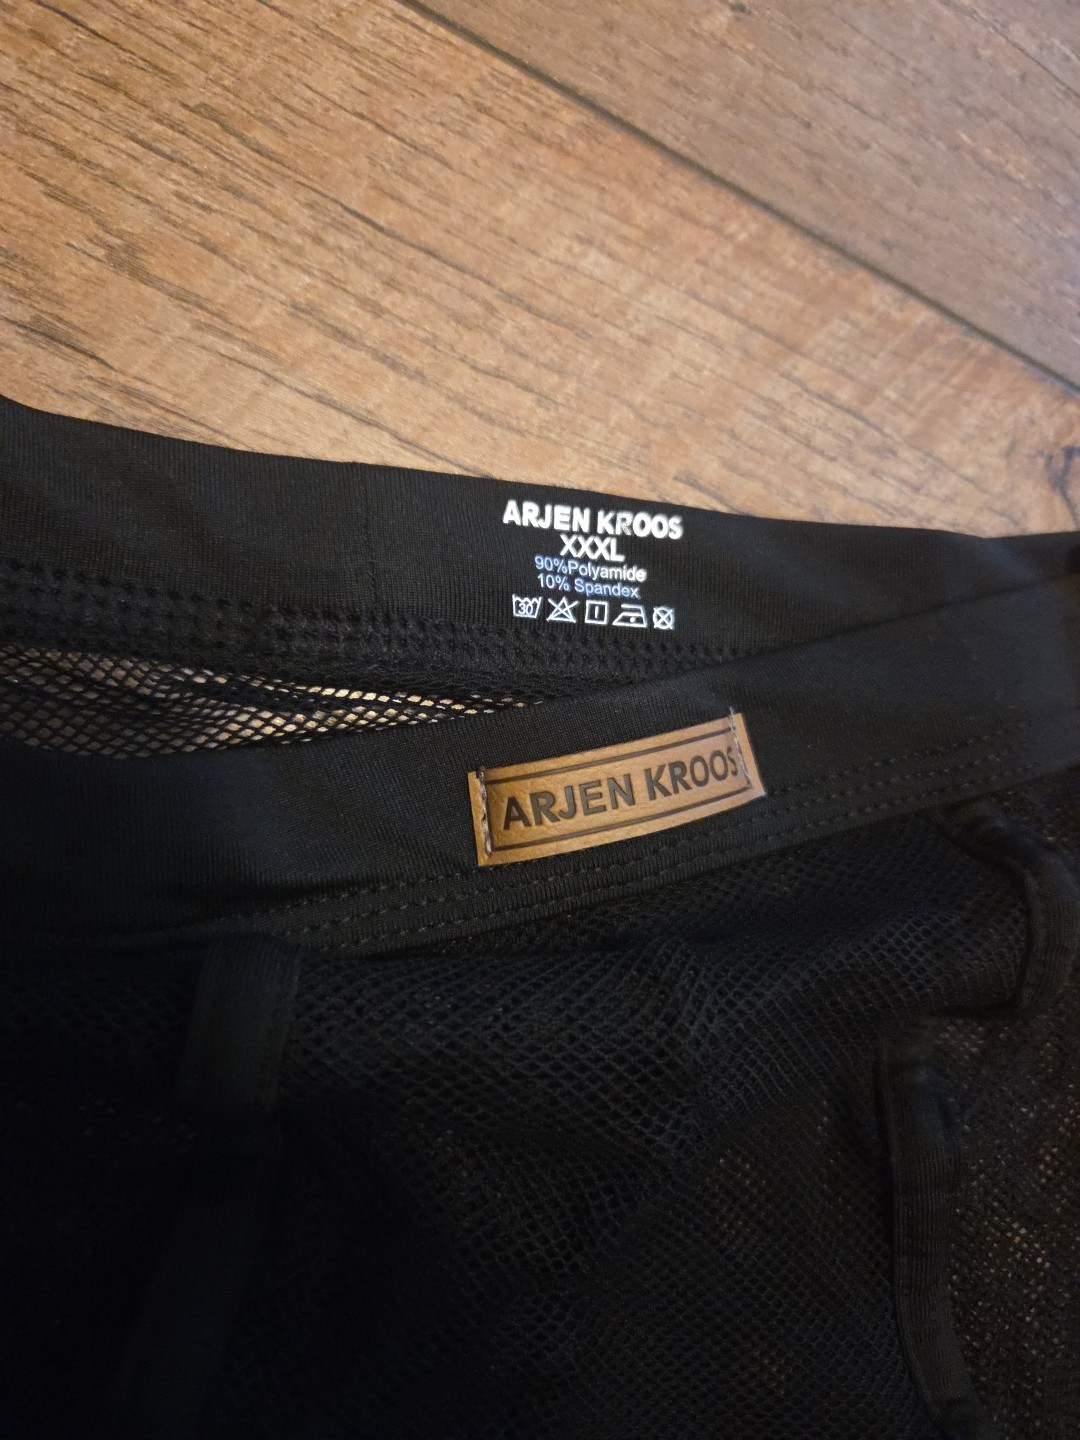 ARJEN KROOS
XXXL
90%Polyamide
10% Spandex
30
ARJEN KROOS